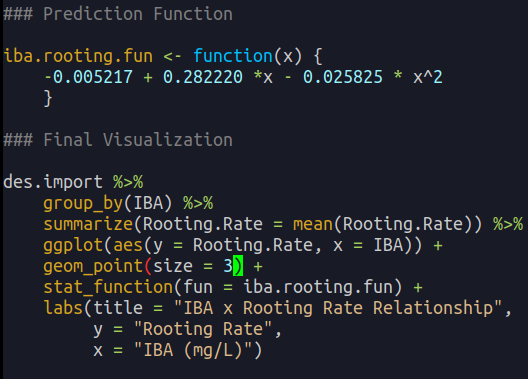 ### Prediction Function
iba.rooting.fun <- function(x) {
    -0.005217 + 0.282220 *x - 0.025825 * x^2
    }
### Final Visualization
des.import %>%
    group_by(IBA) %>%
    summarize(Rooting.Rate = mean(Rooting.Rate)) %>%
    ggplot(aes(y = Rooting.Rate, x = IBA)) +
    geom_point(size = 3) +
    stat_function(fun = iba.rooting.fun) +
    labs(title = "IBA x Rooting Rate Relationship",
         y = "Rooting Rate",
         x = "IBA (mg/L)")